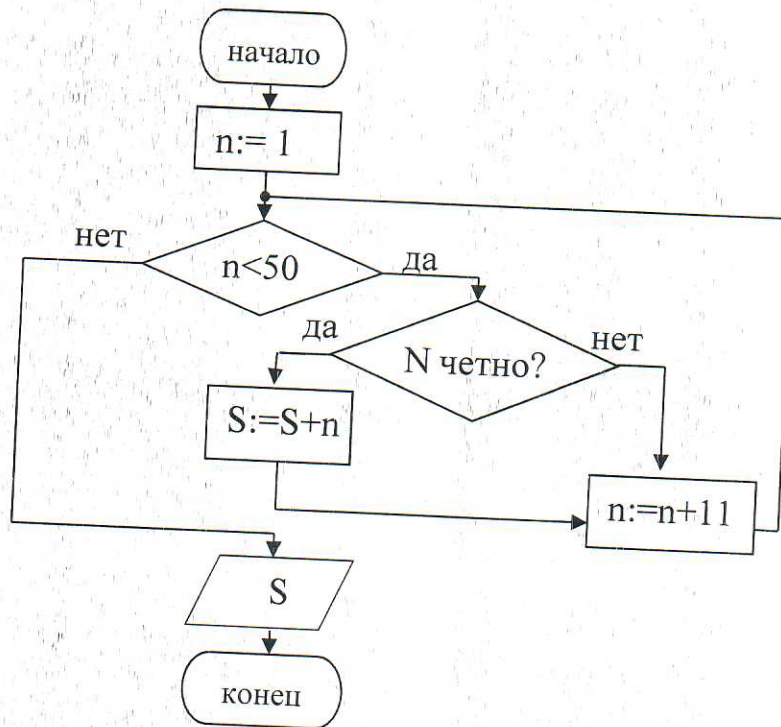 начало
n:= 1
нет
n<50
да
да
N четно?
нет
S:=S+n
n:=n+11
S
конец